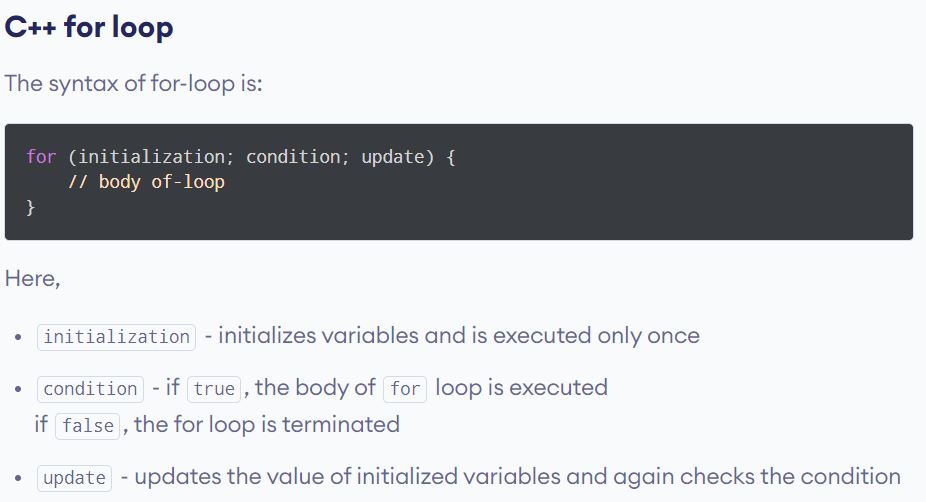 C++ for loop
The syntax of for-loop is:
for (initialization; condition; update) {
    // body of-loop
}
Here,
• initialization - initializes variables and is executed only once
• condition - if true, the body of for loop is executed
if false, the for loop is terminated
• update - updates the value of initialized variables and again checks the condition